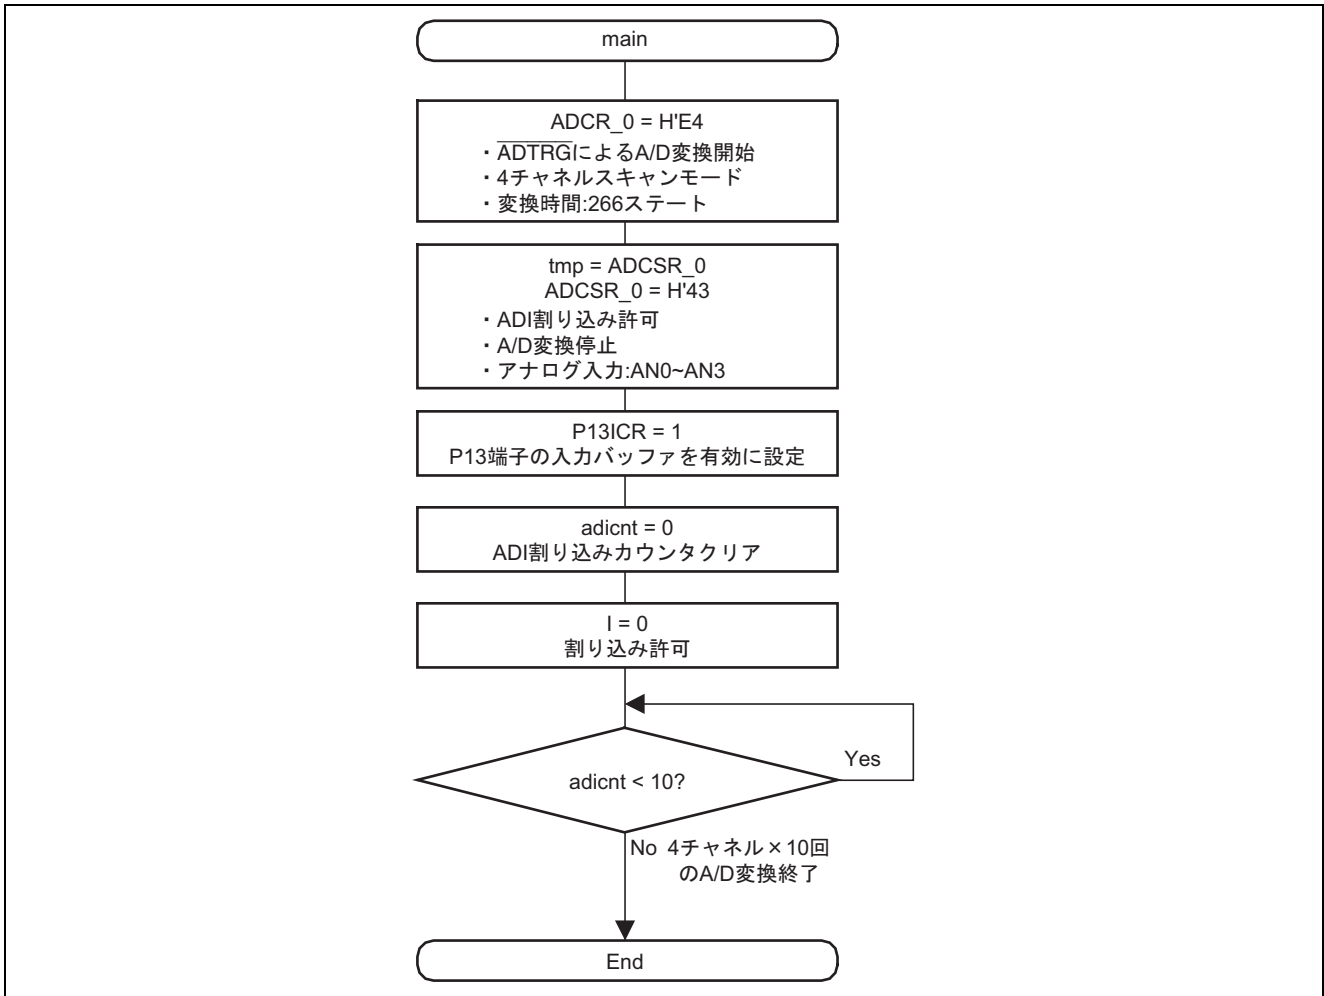 main
ADCR_0 = H'E4
・ADTRGによるA/D変換開始
・4チャネルスキャンモード
・変換時間:266ステート
tmp = ADCSR_0
ADCSR_0 = H'43
・ADI割り込み許可
・A/D変換停止
・アナログ入力:AN0~AN3
P13ICR = 1
P13端子の入力バッファを有効に設定
adicnt = 0
ADI割り込みカウンタクリア
I = 0
割り込み許可
Yes
adicnt < 10?
No 4チャネル×10回
のA/D変換終了
End